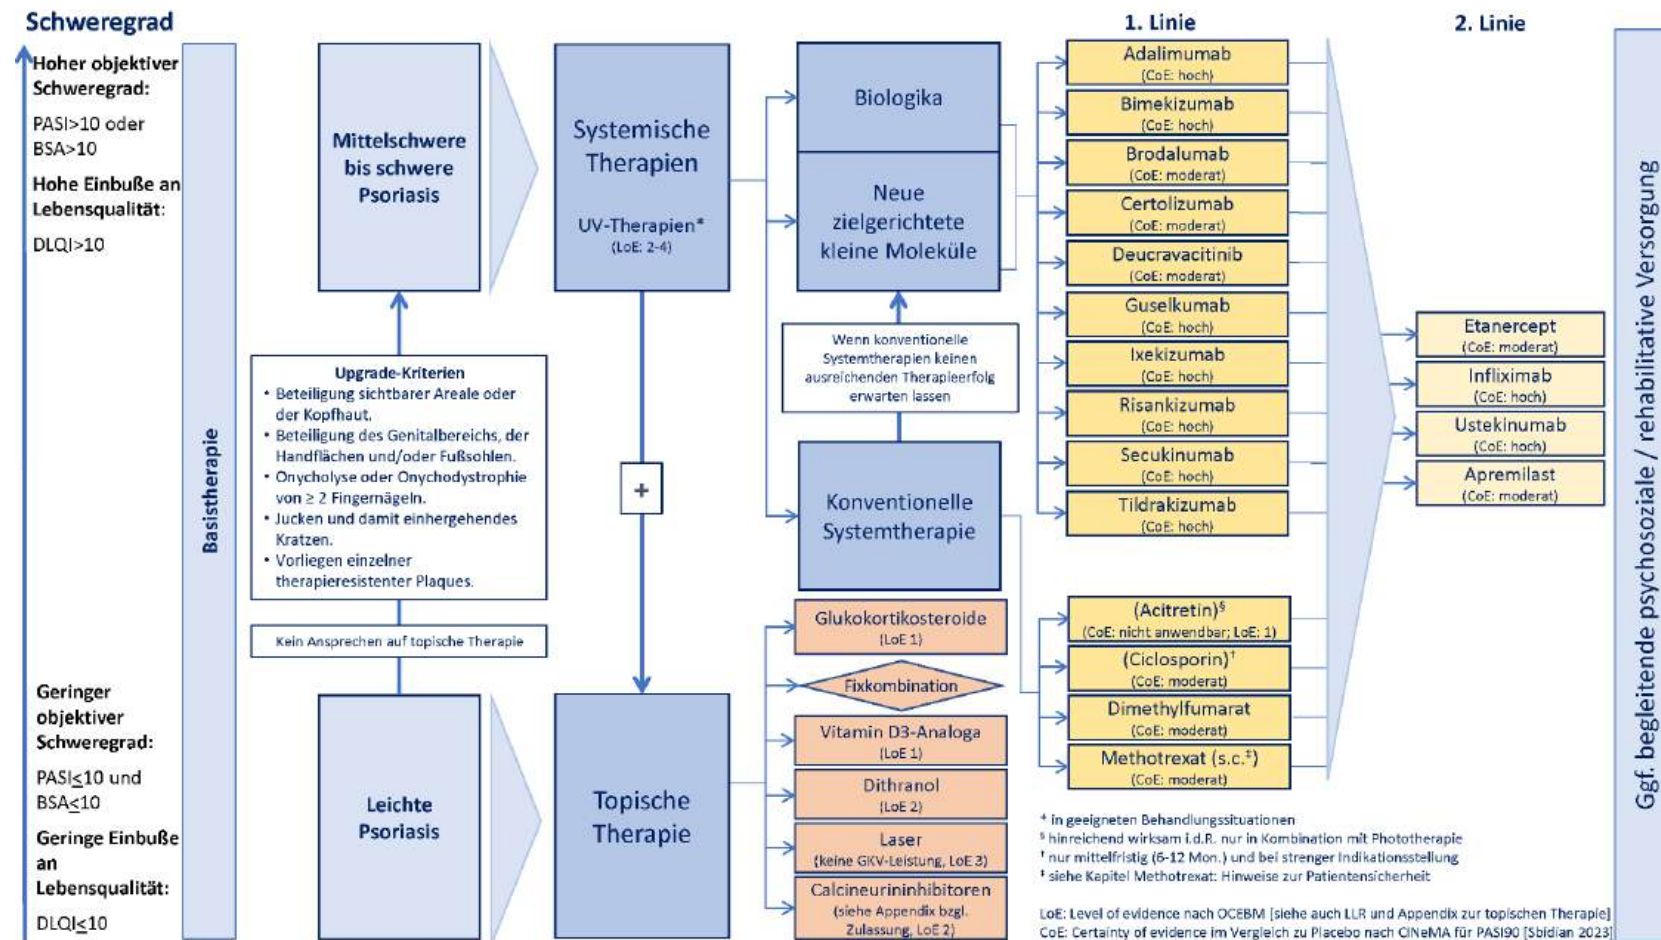 Schweregrad
Hoher objektiver
Schweregrad:
PASI>10 oder
BSA>10
Hohe Einbuße an
Lebensqualität:
DLQI>10
Geringer
objektiver
Schweregrad:
PASI≤10 und
BSA≤10
Geringe Einbuße
an
Lebensqualität:
DLQI≤10
Basistherapie
Mittelschwere
bis schwere
Psoriasis
Upgrade-Kriterien
• Beteiligung sichtbarer Areale oder
der Kopfhaut.
• Beteiligung des Genitalbereichs, der
Handflächen und/oder Fußsohlen.
• Onycholyse oder Onychodystrophie
von ≥ 2 Fingernägeln.
• Jucken und damit einhergehendes
Kratzen.
• Vorliegen einzelner
therapieresistenter Plaques.
Kein Ansprechen auf topische Therapie
Leichte
Psoriasis
Systemische
Therapien
UV-Therapien*
(LoE: 2-4)
+
Topische
Therapie
Biologika
Neue
zielgerichtete
kleine Moleküle
Wenn konventionelle
Systemtherapien keinen
ausreichenden Therapieerfolg
erwarten lassen
Konventionelle
Systemtherapie
Glukokortikosteroide
(LoE 1)
Fixkombination
Vitamin D3-Analoga
(LoE 1)
Dithranol
(LoE 2)
Laser
(keine GKV-Leistung, LoE 3)
Calcineurininhibitoren
(siehe Appendix bzgl.
Zulassung, LoE 2)
1. Linie
Adalimumab
(CoE: hoch)
Bimekizumab
(CoE: hoch)
Brodalumab
(CoE: moderat)
Certolizumab
(CoE: moderat)
Deucravacitinib
(CoE: moderat)
Guselkumab
(CoE: hoch)
Ixekizumab
(CoE: hoch)
Risankizumab
(CoE: hoch)
Secukinumab
(CoE: hoch)
Tildrakizumab
(CoE: hoch)
(Acitretin)§
(CoE: nicht anwendbar; LoE: 1)
(Ciclosporin)†
(CoE: moderat)
Dimethylfumarat
(CoE: moderat)
Methotrexat (s.c.‡)
(CoE: moderat)
2. Linie
Etanercept
(CoE: moderat)
Infliximab
(CoE: hoch)
Ustekinumab
(CoE: hoch)
Apremilast
(CoE: moderat)
Ggf. begleitende psychosoziale / rehabilitative Versorgung
* in geeigneten Behandlungssituationen
§ hinreichend wirksam i.d.R. nur in Kombination mit Phototherapie
† nur mittelfristig (6-12 Mon.) und bei strenger Indikationsstellung
‡ siehe Kapitel Methotrexat: Hinweise zur Patientensicherheit
LoE: Level of evidence nach OCEBM [siehe auch LLR und Appendix zur topischen Therapie]
CoE: Certainty of evidence im Vergleich zu Placebo nach CINeMA für PASI90 [Sbidian 2023]